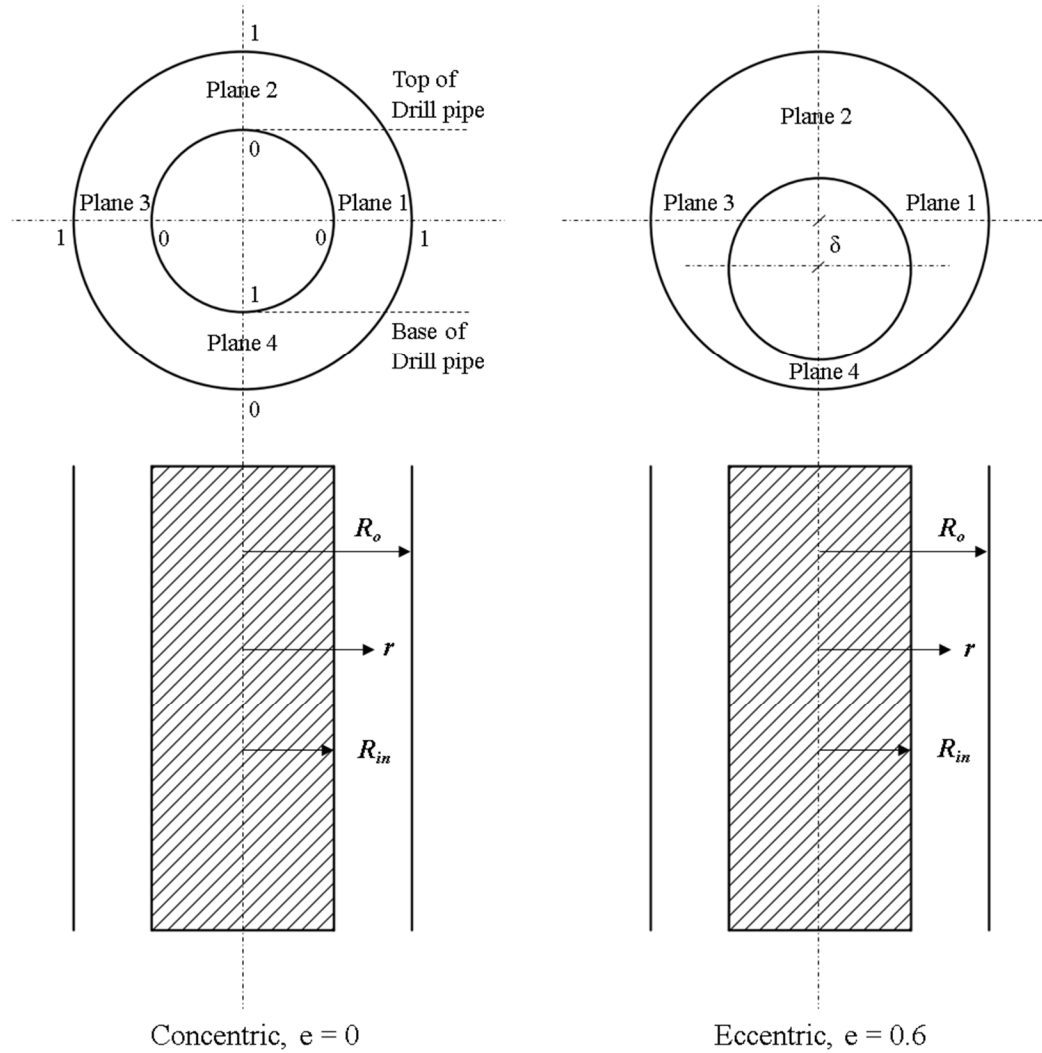 1
Plane 2
Top of
Drill pipe
0
Plane 3
Plane 1
1
0
0
1
1
Base of
Drill pipe
Plane 4
0
Plane 2
Plane 3
Plane 1
δ
Plane 4
R_o
r
R_in
R_o
r
R_in
Concentric, e = 0
Eccentric, e = 0.6